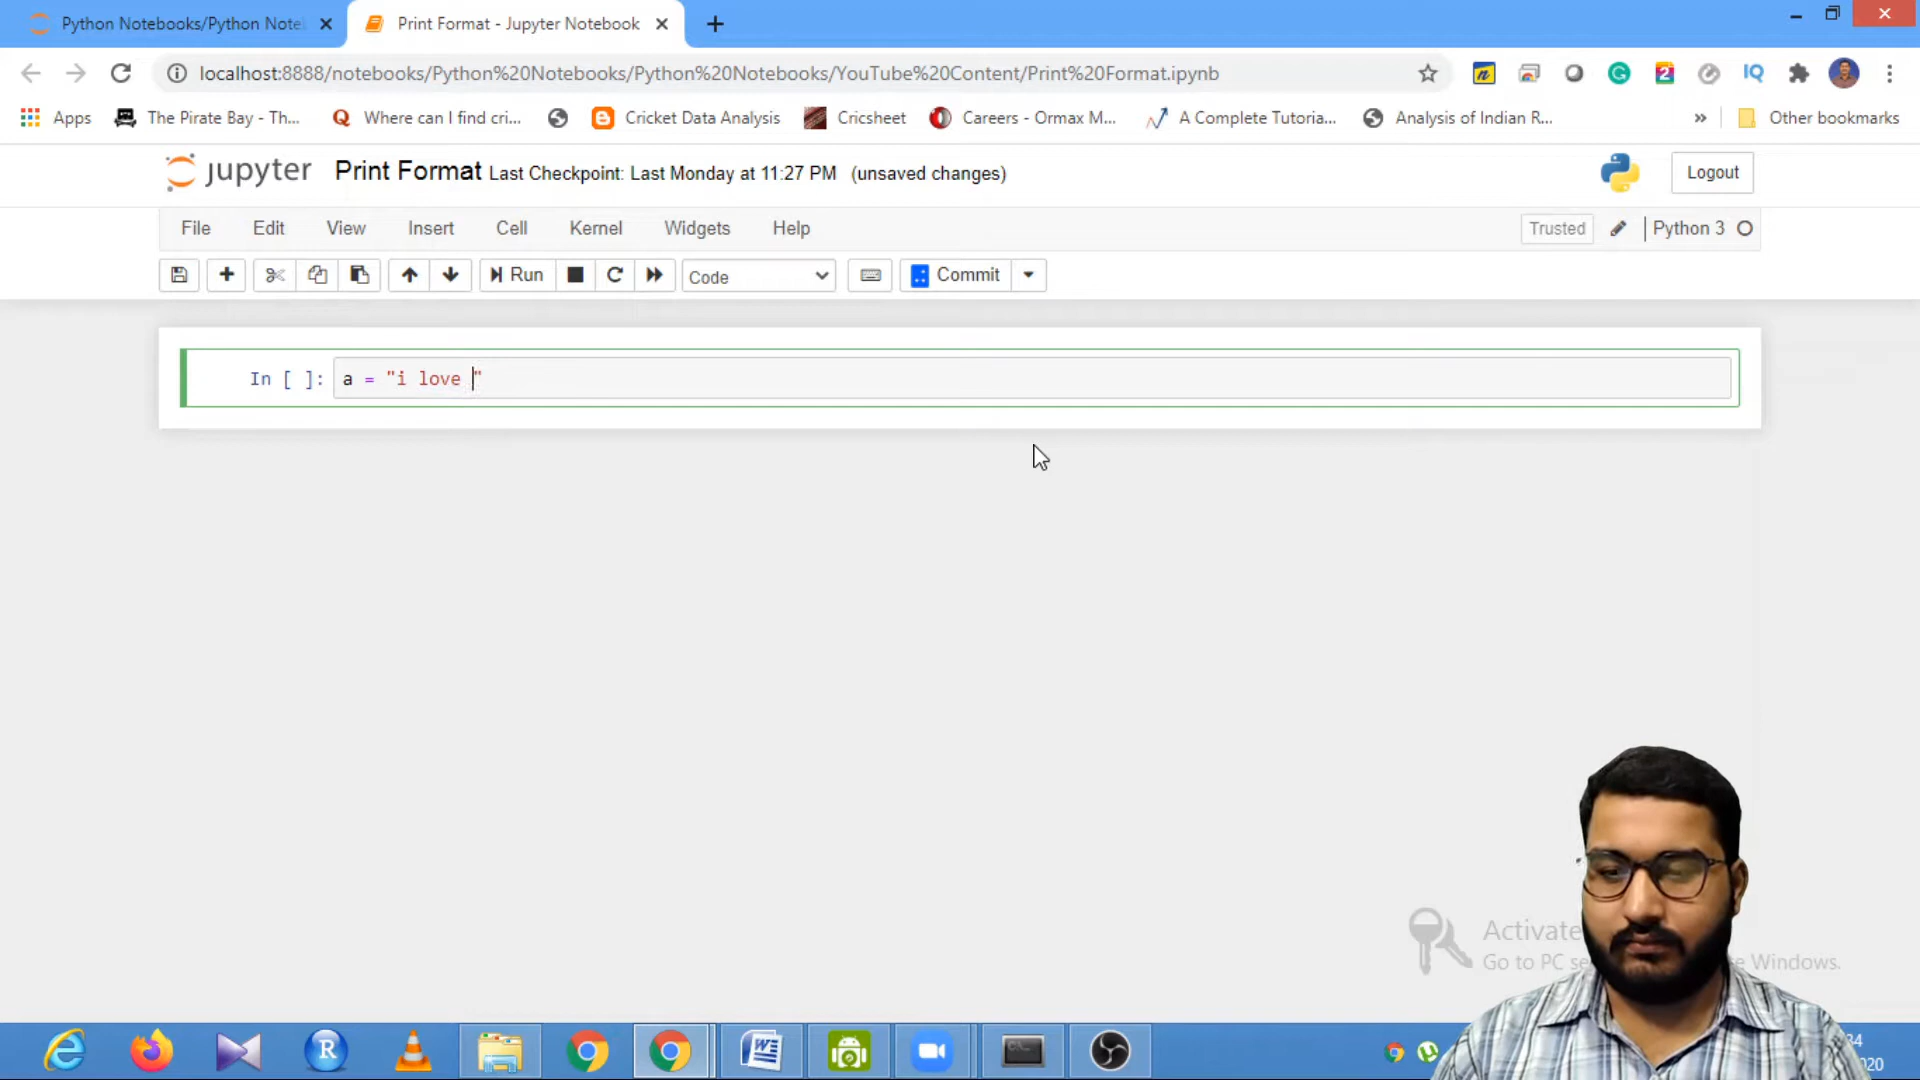 Python Notebooks/Python Note
Print Format - Jupyter Notebook
localhost:8888/notebooks/Python%20Notebooks/Python%20Notebooks/YouTube%20Content/Print%20Format.ipynb
Apps The Pirate Bay - Th... Where can I find cri... Cricket Data Analysis Cricsheet Careers - Ormax M... A Complete Tutoria... Analysis of Indian R... » Other bookmarks
jupyter Print Format Last Checkpoint: Last Monday at 11:27 PM (unsaved changes) Logout
File Edit View Insert Cell Kernel Widgets Help Trusted Python 3
Run Code Commit
In [ ]: a = "i love "
Activate
Go to PC se Windows.
34
20